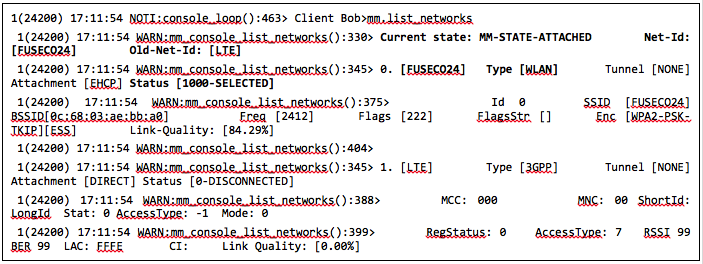 1(24200) 17:11:54 NOTI:console_loop():463> Client Bob>mm.list_networks
1(24200) 17:11:54 WARN:mm_console_list_networks():330> Current state: MM-STATE-ATTACHED Net-Id:
[FUSECO24] Old-Net-Id: [LTE]
1(24200) 17:11:54 WARN:mm_console_list_networks():345> 0. [FUSECO24] Type [WLAN] Tunnel [NONE]
Attachment [EHCP] Status [1000-SELECTED]
1(24200) 17:11:54 WARN:mm_console_list_networks():375> Id 0 SSID [FUSECO24]
BSSID[0c:68:03:ae:bb:a0] Freq [2412] Flags [222] FlagsStr [] Enc [WPA2-PSK-
TKIP][ESS] Link-Quality: [84.29%]
1(24200) 17:11:54 WARN:mm_console_list_networks():404>
1(24200) 17:11:54 WARN:mm_console_list_networks():345> 1. [LTE] Type [3GPP] Tunnel [NONE]
Attachment [DIRECT] Status [0-DISCONNECTED]
1(24200) 17:11:54 WARN:mm_console_list_networks():388> MCC: 000 MNC: 00 ShortId:
LongId Stat: 0 AccessType: -1 Mode: 0
1(24200) 17:11:54 WARN:mm_console_list_networks():399> RegStatus: 0 AccessType: 7 RSSI 99
BER 99 LAC: FFFE CI: Link Quality: [0.00%]